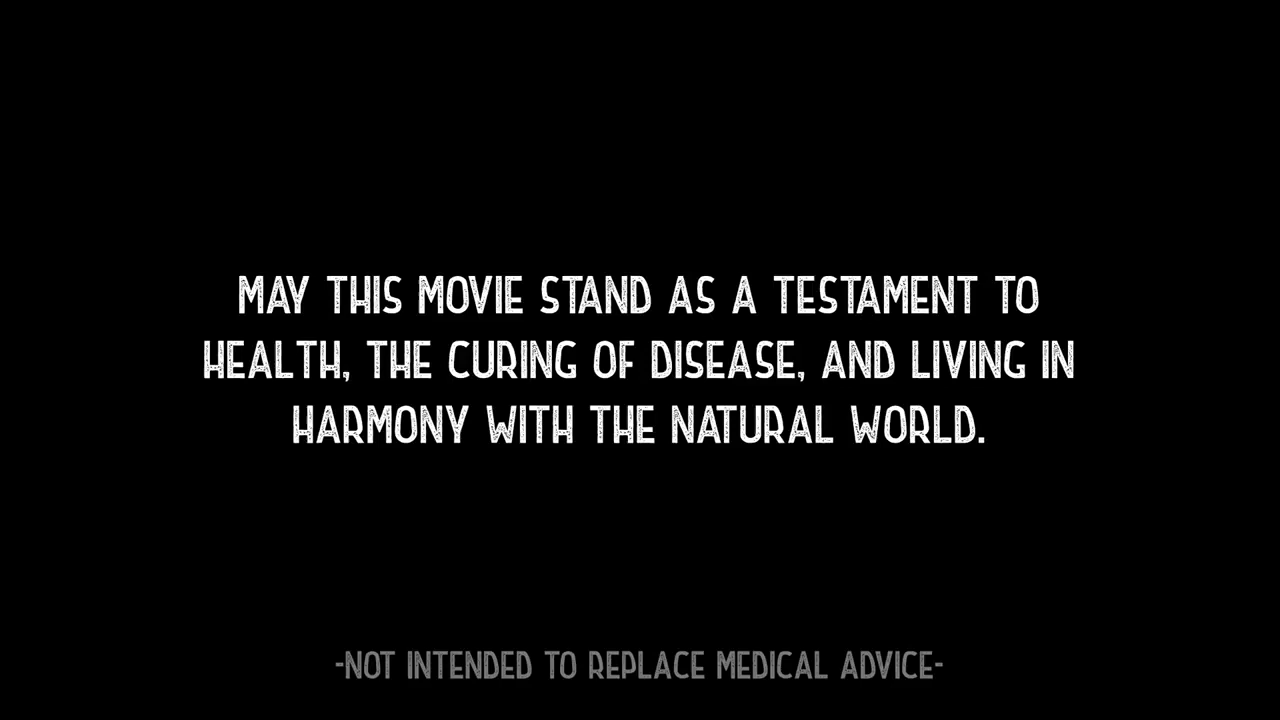 MAY THIS MOVIE STAND AS A TESTAMENT TO
HEALTH, THE CURING OF DISEASE, AND LIVING IN
HARMONY WITH THE NATURAL WORLD.
-NOT INTENDED TO REPLACE MEDICAL ADVICE-